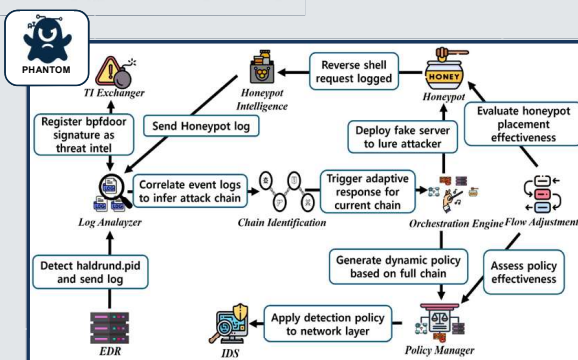 PHANTOM
TI Exchanger
Register bpfdoor
signature as
threat intel
Send Honeypot log
Honeypot
Intelligence
Reverse shell
request logged
HONEY
Honeypot
Evaluate honeypot
placement
effectiveness
Deploy fake server
to lure attacker
Log Analayzer
Correlate event logs
to infer attack chain
Chain Identification
Trigger adaptive
response for
current chain
Orchestration Engine
Flow Adjustment
Detect haldrund.pid
and send log
Generate dynamic policy
based on full chain
Assess policy
effectiveness
EDR
IDS
Apply detection policy
to network layer
Policy Manager